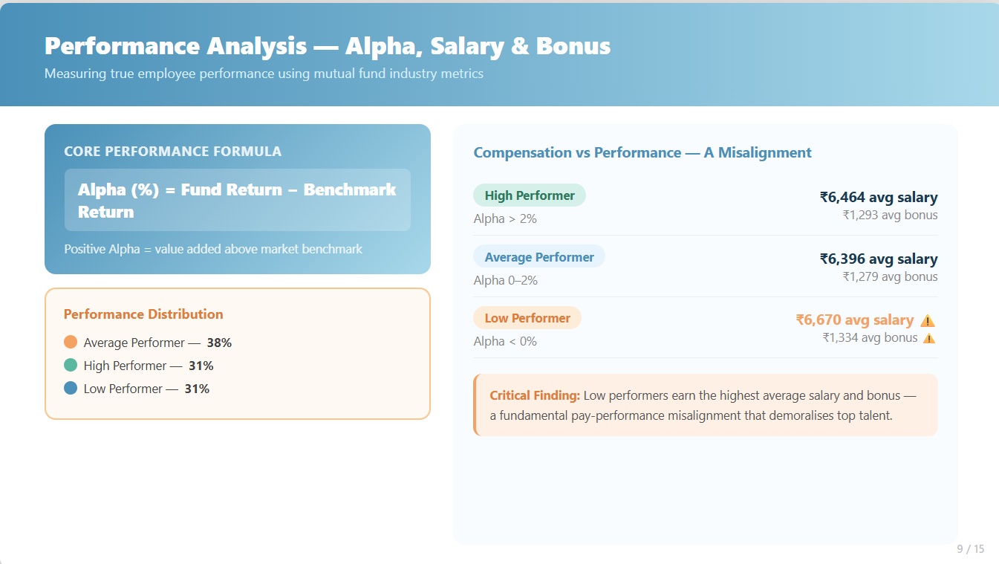 Performance Analysis — Alpha, Salary & Bonus
Measuring true employee performance using mutual fund industry metrics
CORE PERFORMANCE FORMULA
Alpha (%) = Fund Return − Benchmark
Return
Positive Alpha = value added above market benchmark
Performance Distribution
Average Performer — 38%
High Performer — 31%
Low Performer — 31%
Compensation vs Performance — A Misalignment
High Performer
Alpha > 2%
₹6,464 avg salary
₹1,293 avg bonus
Average Performer
Alpha 0–2%
₹6,396 avg salary
₹1,279 avg bonus
Low Performer
Alpha < 0%
₹6,670 avg salary ⚠
₹1,334 avg bonus ⚠
Critical Finding: Low performers earn the highest average salary and bonus —
a fundamental pay-performance misalignment that demoralises top talent.
9 / 15